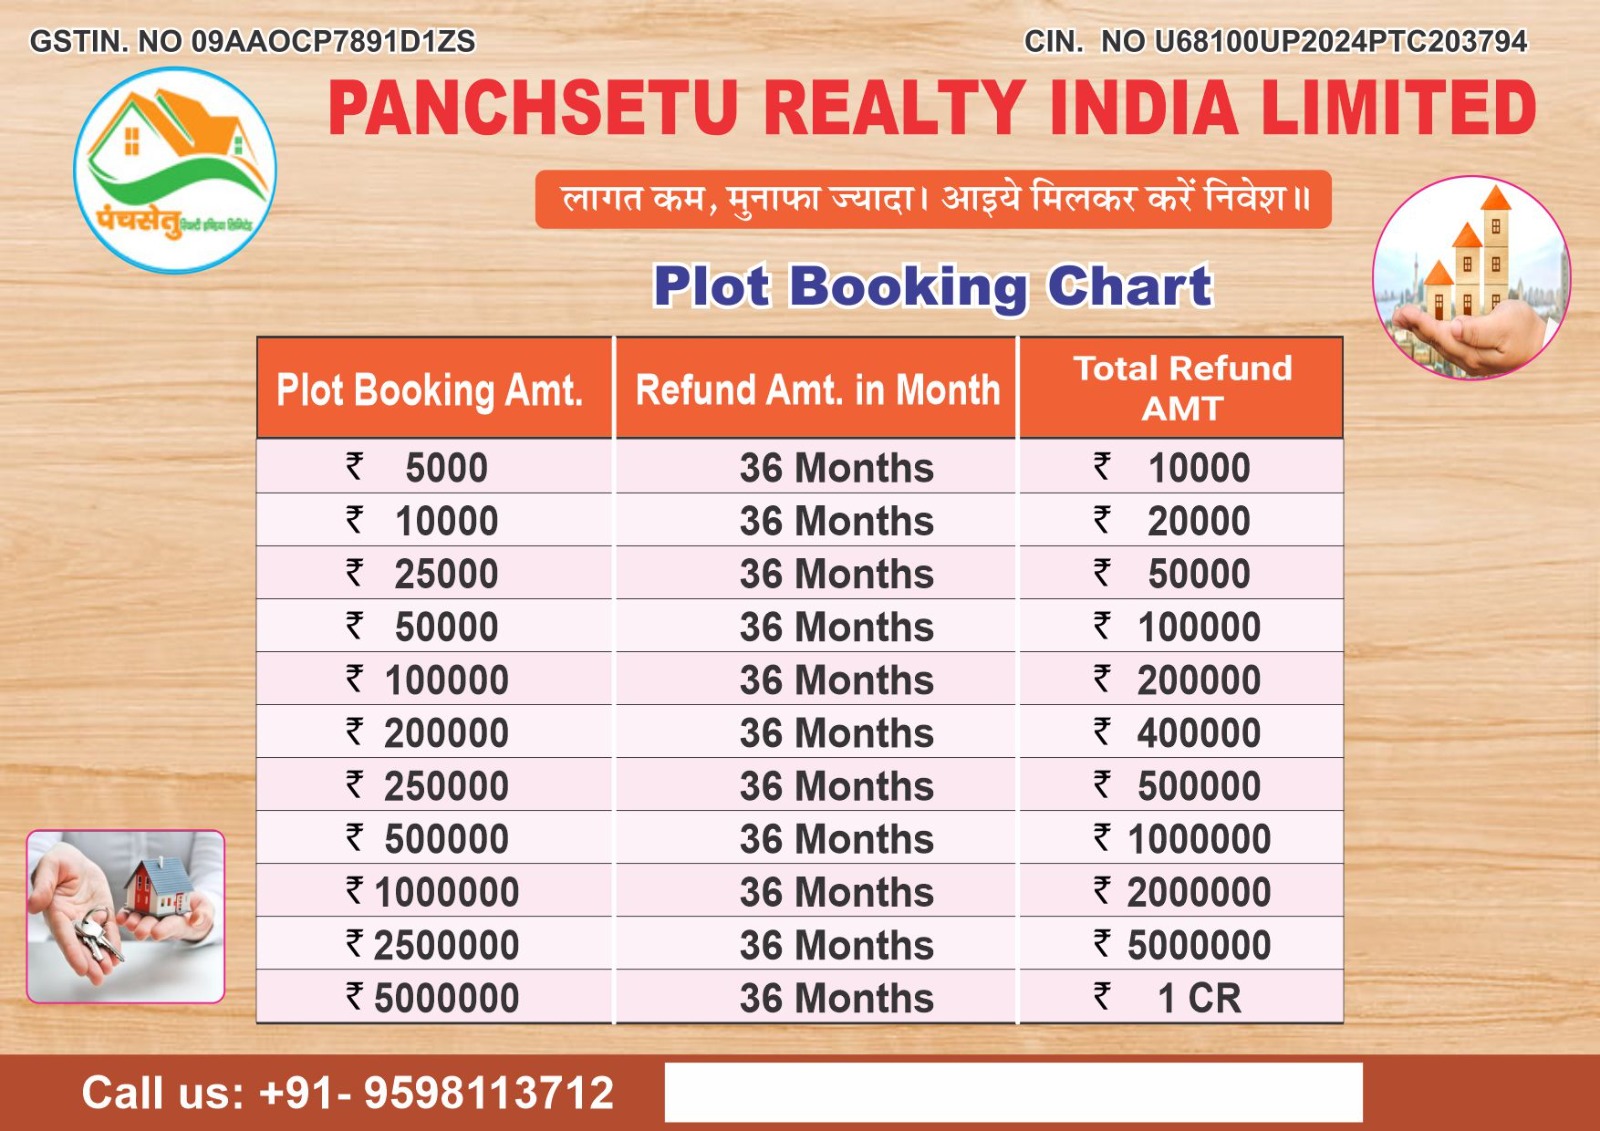 GSTIN. NO 09AAOCP7891D1ZS
CIN. NO U68100UP2024PTC203794
PANCHSETU REALTY INDIA LIMITED
पंचसेतु रियल्टी इण्डिया लिमिटेड
लागत कम, मुनाफा ज्यादा। आइये मिलकर करें निवेश॥
Plot Booking Chart
Plot Booking Amt. Refund Amt. in Month Total Refund AMT
₹ 5000 36 Months ₹ 10000
₹ 10000 36 Months ₹ 20000
₹ 25000 36 Months ₹ 50000
₹ 50000 36 Months ₹ 100000
₹ 100000 36 Months ₹ 200000
₹ 200000 36 Months ₹ 400000
₹ 250000 36 Months ₹ 500000
₹ 500000 36 Months ₹ 1000000
₹ 1000000 36 Months ₹ 2000000
₹ 2500000 36 Months ₹ 5000000
₹ 5000000 36 Months ₹ 1 CR
Call us: +91- 9598113712